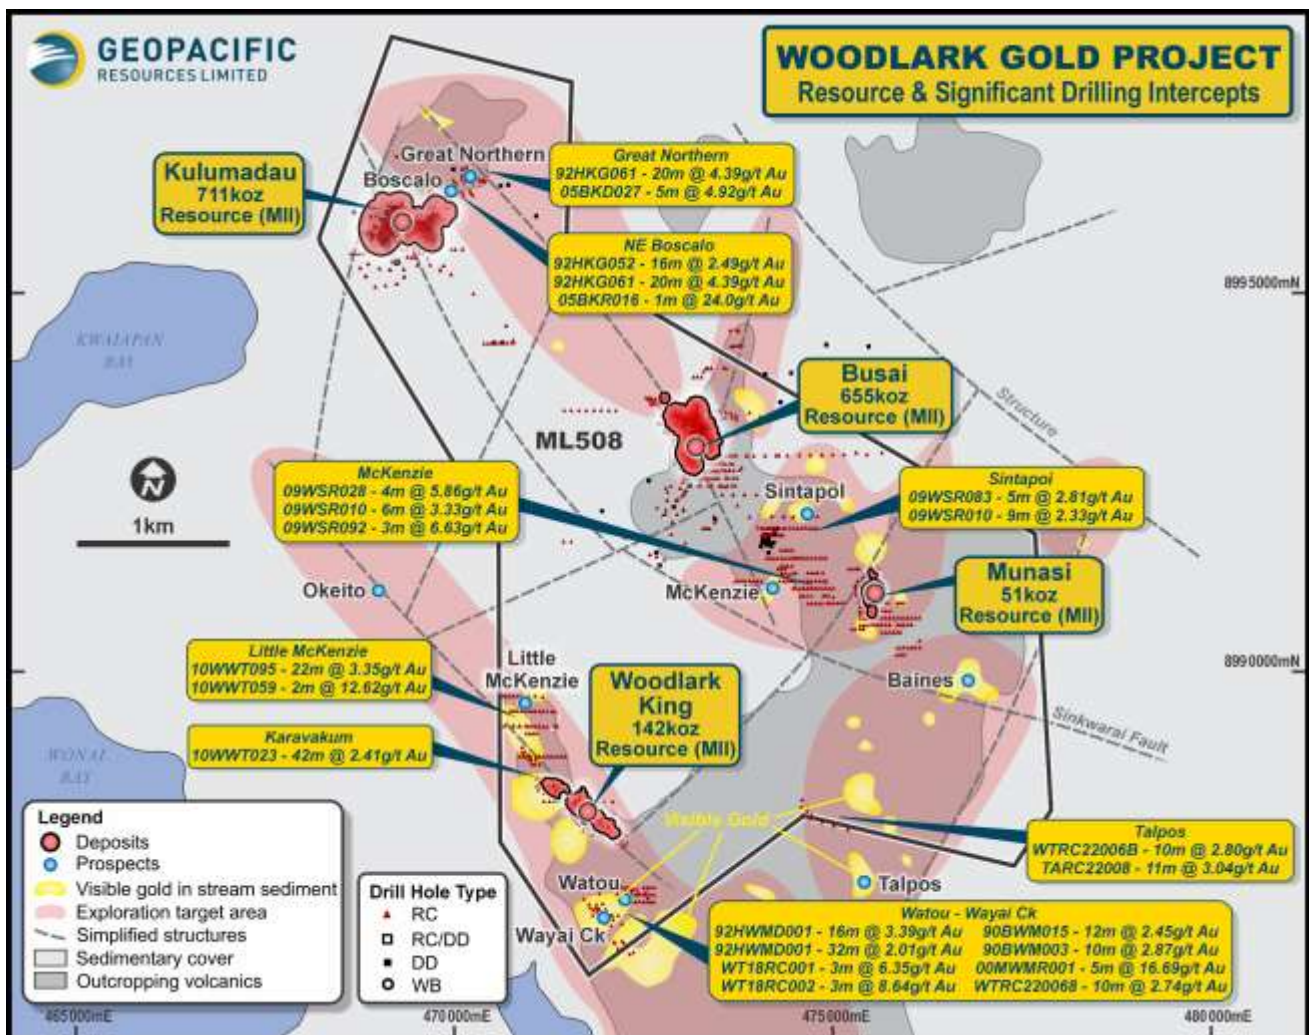 GEOPACIFIC
RESOURCES LIMITED
WOODLARK GOLD PROJECT
Resource & Significant Drilling Intercepts
Kulumadau
711koz
Resource (MII)
Great Northern
Boscalo
Great Northern
92HKG061 - 20m @ 4.39g/t Au
05BKD027 - 5m @ 4.92g/t Au
NE Boscalo
92HKG052 - 16m @ 2.49g/t Au
92HKG061 - 20m @ 4.39g/t Au
05BKR016 - 1m @ 24.0g/t Au
8995000mN
KWAIAPAN
BAY
Busai
655koz
Resource (MII)
Structure
ML508
N
1km
McKenzie
09WSR028 - 4m @ 5.86g/t Au
09WSR010 - 6m @ 3.33g/t Au
09WSR092 - 3m @ 6.63g/t Au
Sintapol
Sintapoi
09WSR083 - 5m @ 2.81g/t Au
09WSR010 - 9m @ 2.33g/t Au
Okeito
McKenzie
Munasi
51koz
Resource (MII)
Little McKenzie
10WWT095 - 22m @ 3.35g/t Au
10WWT059 - 2m @ 12.62g/t Au
Little
McKenzie
Woodlark
King
142koz
Resource (MII)
Baines
8990000mN
Sinkwarai Fault
Karavakum
10WWT023 - 42m @ 2.41g/t Au
WONAI
BAY
Visible Gold
Talpos
WTRC22006B - 10m @ 2.80g/t Au
TARC22008 - 11m @ 3.04g/t Au
Talpos
Watou
Wayai Ck
Watou - Wayai Ck
92HWMD001 - 16m @ 3.39g/t Au 90BWM015 - 12m @ 2.45g/t Au
92HWMD001 - 32m @ 2.01g/t Au 90BWM003 - 10m @ 2.87g/t Au
WT18RC001 - 3m @ 6.35g/t Au 00MWMR001 - 5m @ 16.69g/t Au
WT18RC002 - 3m @ 8.64g/t Au WTRC220068 - 10m @ 2.74g/t Au
Legend
Deposits
Prospects
Visible gold in stream sediment
Exploration target area
Simplified structures
Sedimentary cover
Outcropping volcanics
Drill Hole Type
RC
RC/DD
DD
WB
465000mE
470000mE
475000mE
480000mE